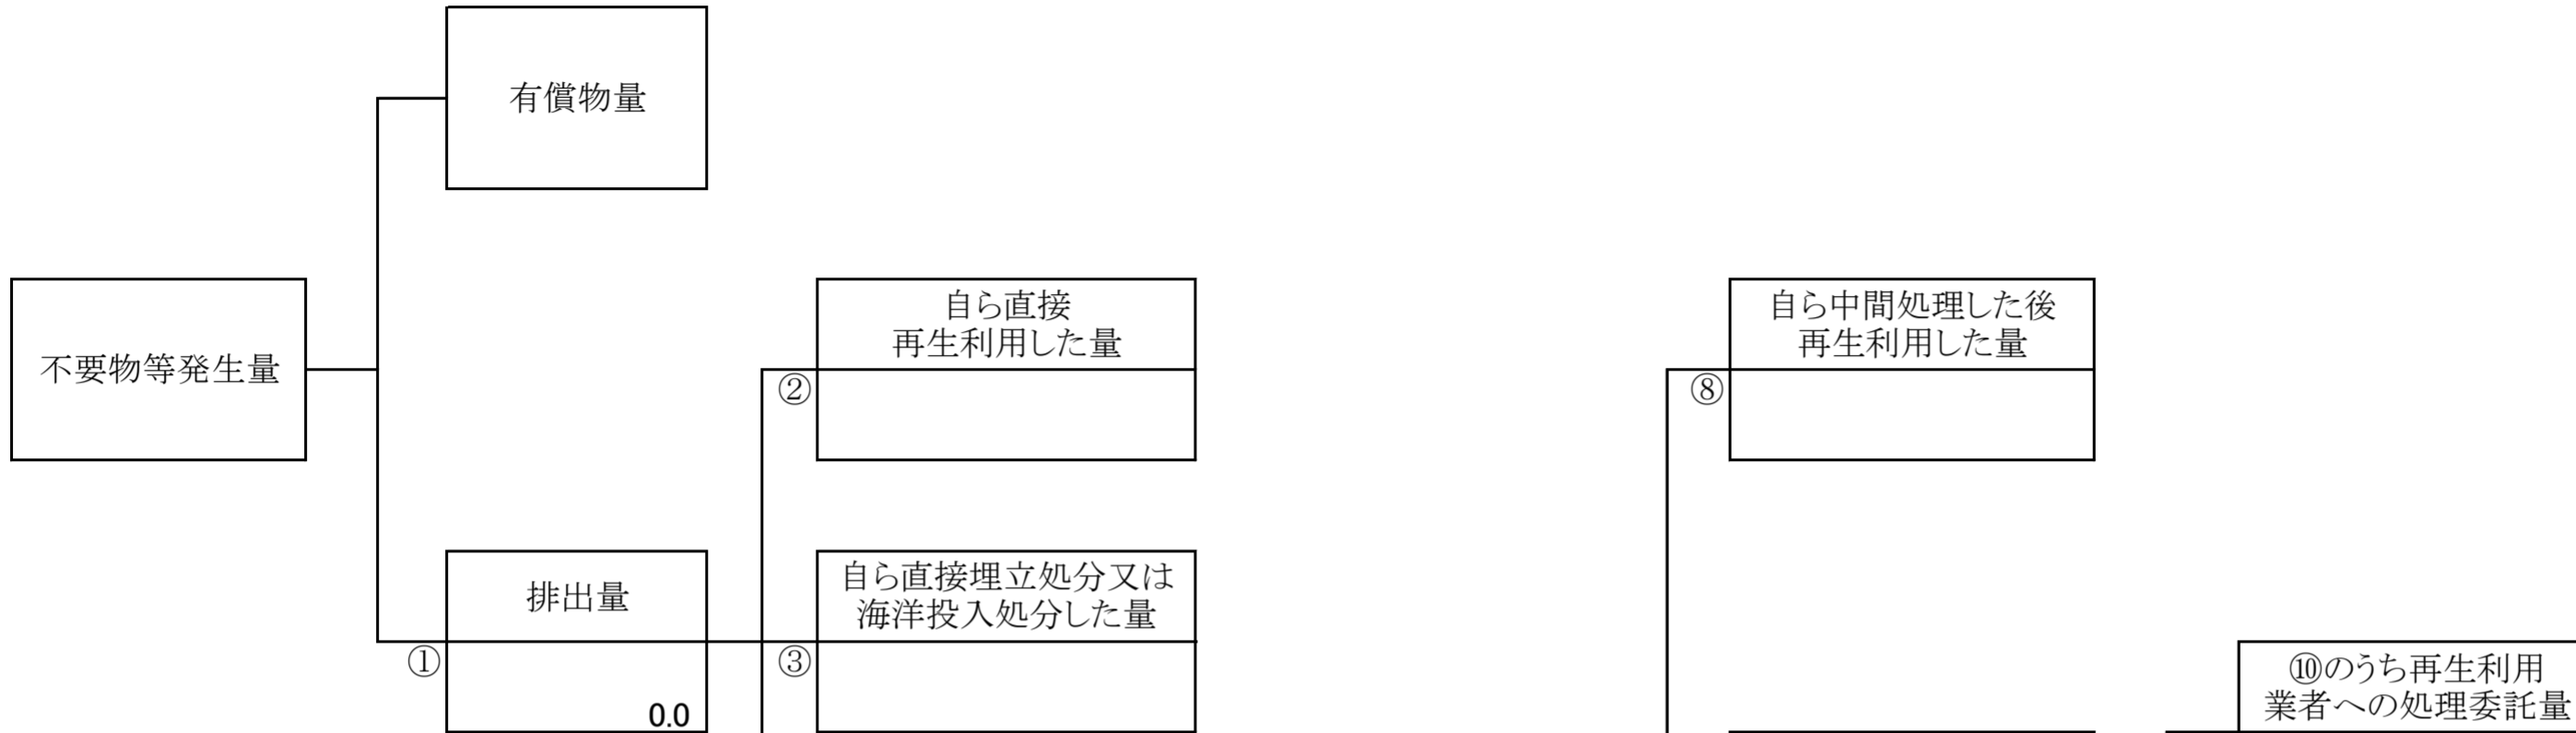 有償物量
不要物等発生量
自ら直接
再生利用した量
②
自ら中間処理した後
再生利用した量
⑧
排出量
①
0.0
自ら直接埋立処分又は
海洋投入処分した量
③
⑩のうち再生利用
業者への処理委託量